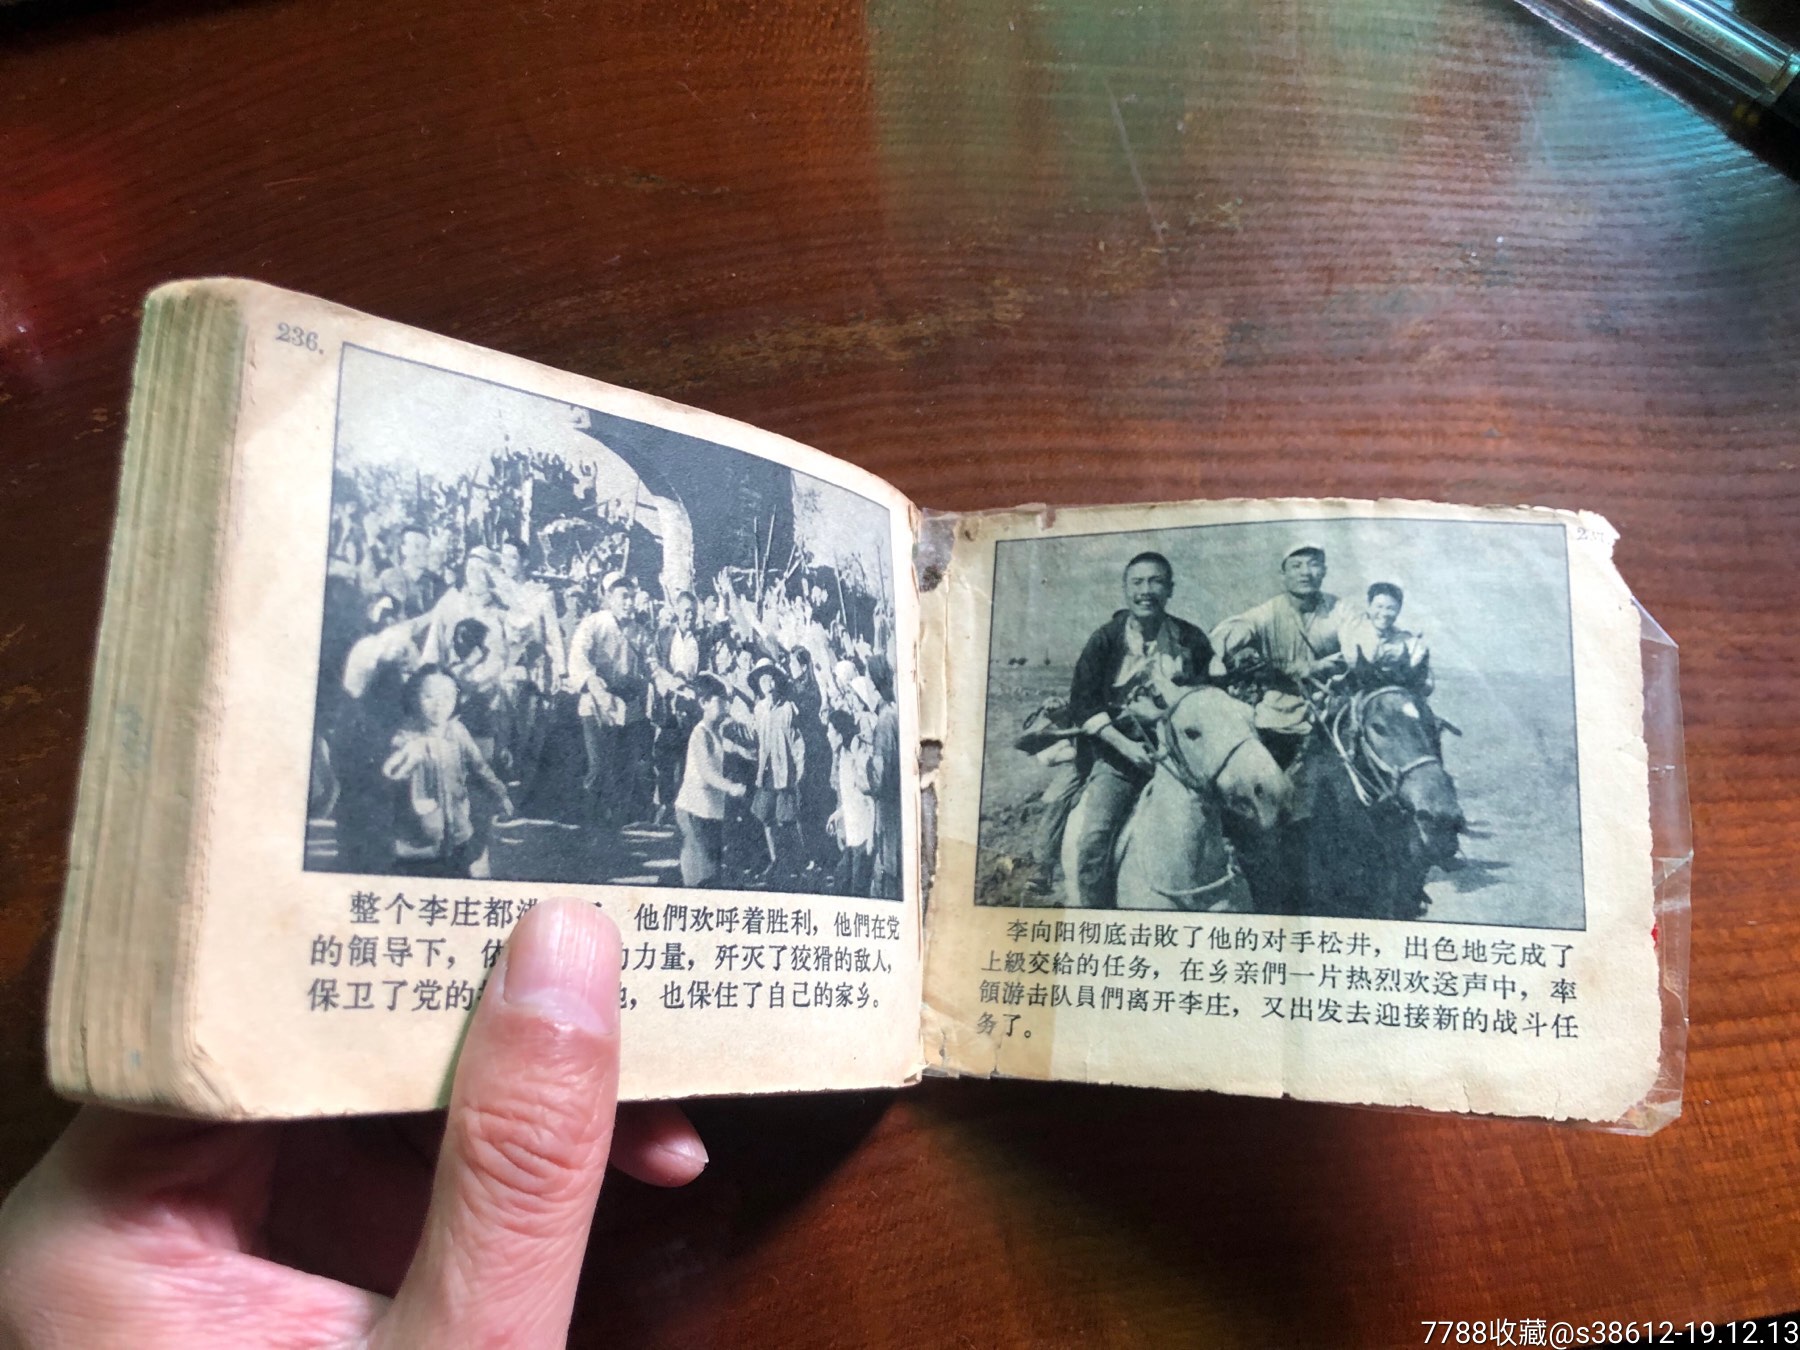 236.
整个李庄都沸 他們欢呼着胜利，他們在党
的領导下，依 力量，歼灭了狡猾的敌人，
保卫了党的 也保住了自己的家乡。
李向阳彻底击敗了他的对手松井，出色地完成了
上級交給的任务，在乡亲們一片热烈欢送声中，率
領游击队員們离开李庄，又出发去迎接新的战斗任
务了。
7788收藏@s38612-19.12.13